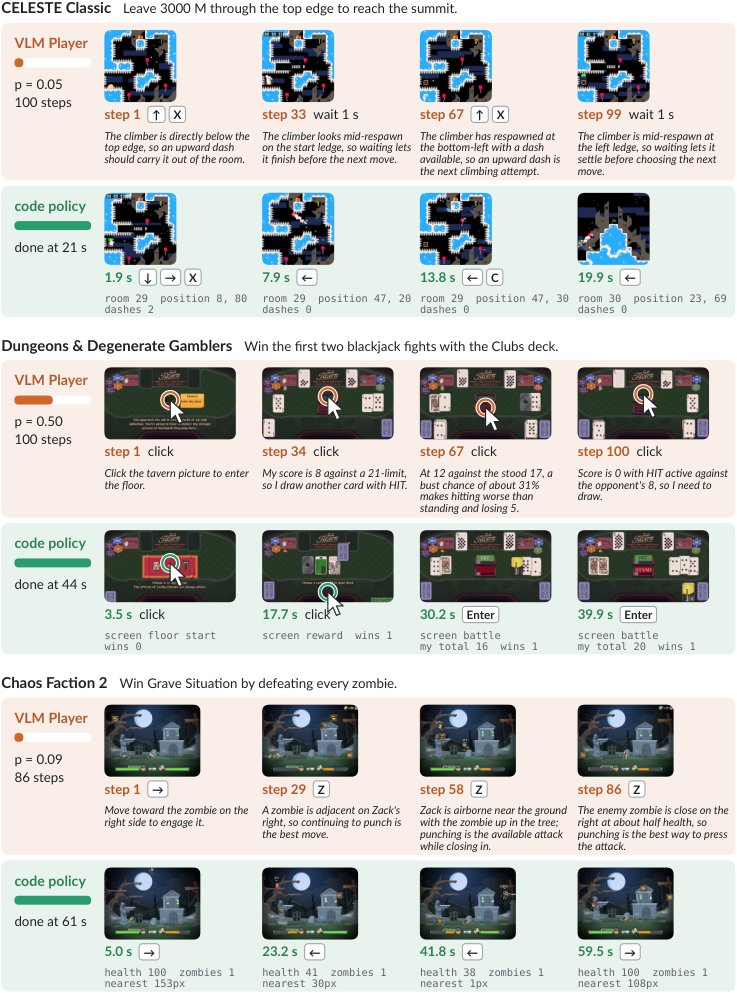 CELESTE Classic Leave 3000 M through the top edge to reach the summit.
VLM Player
p = 0.05
100 steps
step 1 ↑ X
The climber is directly below the
top edge, so an upward dash
should carry it out of the room.
step 33 wait 1 s
The climber looks mid-respawn
on the start ledge, so waiting lets
it finish before the next move.
step 67 ↑ X
The climber has respawned at
the bottom-left with a dash
available, so an upward dash is
the next climbing attempt.
step 99 wait 1 s
The climber is mid-respawn at
the left ledge, so waiting lets it
settle before choosing the next
move.
code policy
done at 21 s
1.9 s ↓ → X
room 29 position 8, 80
dashes 2
7.9 s ←
room 29 position 47, 20
dashes 0
13.8 s ← C
room 29 position 47, 30
dashes 0
19.9 s ←
room 30 position 23, 69
dashes 0
Dungeons & Degenerate Gamblers Win the first two blackjack fights with the Clubs deck.
VLM Player
p = 0.50
100 steps
step 1 click
Click the tavern picture to enter
the floor.
step 34 click
My score is 8 against a 21-limit,
so I draw another card with HIT.
step 67 click
At 12 against the stood 17, a
bust chance of about 31%
makes hitting worse than
standing and losing 5.
step 100 click
Score is 0 with HIT active against
the opponent's 8, so I need to
draw.
code policy
done at 44 s
3.5 s click
screen floor start
wins 0
17.7 s click
screen reward wins 1
30.2 s Enter
screen battle
my total 16 wins 1
39.9 s Enter
screen battle
my total 20 wins 1
Chaos Faction 2 Win Grave Situation by defeating every zombie.
VLM Player
p = 0.09
86 steps
step 1 →
Move toward the zombie on the
right side to engage it.
step 29 Z
A zombie is adjacent on Zack's
right, so continuing to punch is
the best move.
step 58 Z
Zack is airborne near the ground
with the zombie up in the tree;
punching is the available attack
while closing in.
step 86 Z
The enemy zombie is close on the
right at about half health, so
punching is the best way to press
the attack.
code policy
done at 61 s
5.0 s →
health 100 zombies 1
nearest 153px
23.2 s ←
health 41 zombies 1
nearest 30px
41.8 s ←
health 38 zombies 1
nearest 1px
59.5 s →
health 100 zombies 1
nearest 108px